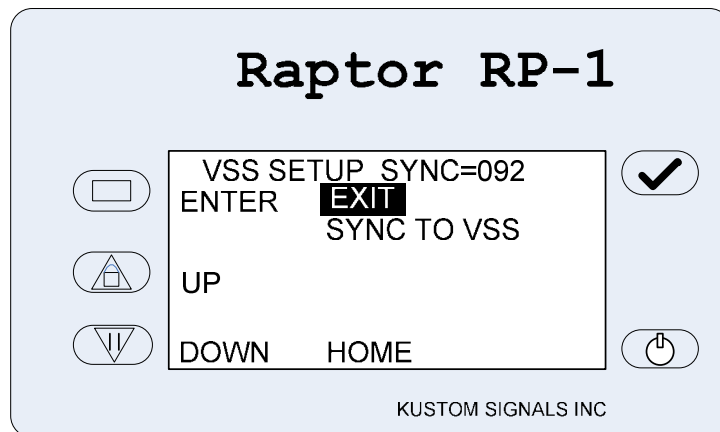 Raptor RP-1
VSS SETUP SYNC=092
ENTER EXIT
SYNC TO VSS
UP
DOWN HOME
KUSTOM SIGNALS INC